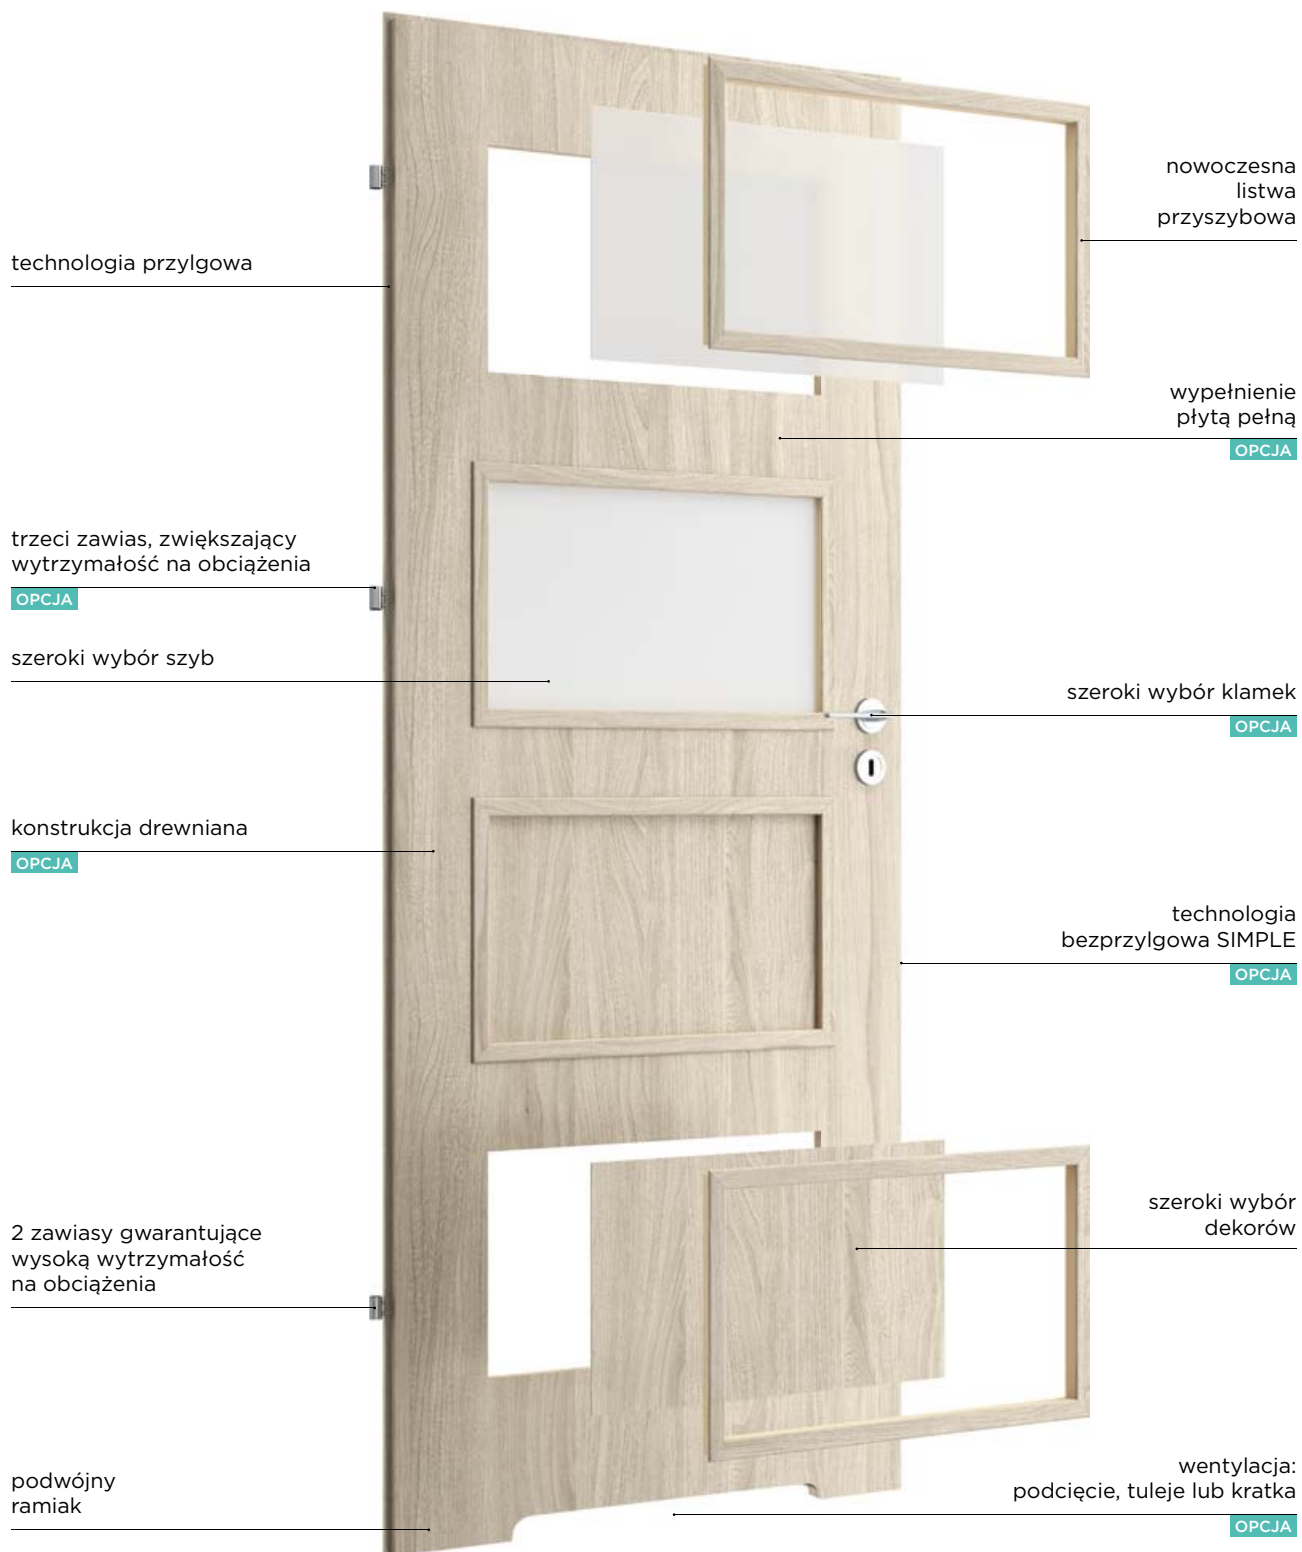 technologia przylgowa
trzeci zawias, zwiększający
wytrzymałość na obciążenia
OPCJA
szeroki wybór szyb
konstrukcja drewniana
OPCJA
2 zawiasy gwarantujące
wysoką wytrzymałość
na obciążenia
podwójny
ramiak
nowoczesna
listwa
przyszybowa
wypełnienie
płytą pełną
OPCJA
szeroki wybór klamek
OPCJA
technologia
bezprzylgowa SIMPLE
OPCJA
szeroki wybór
dekorów
wentylacja:
podcięcie, tuleje lub kratka
OPCJA